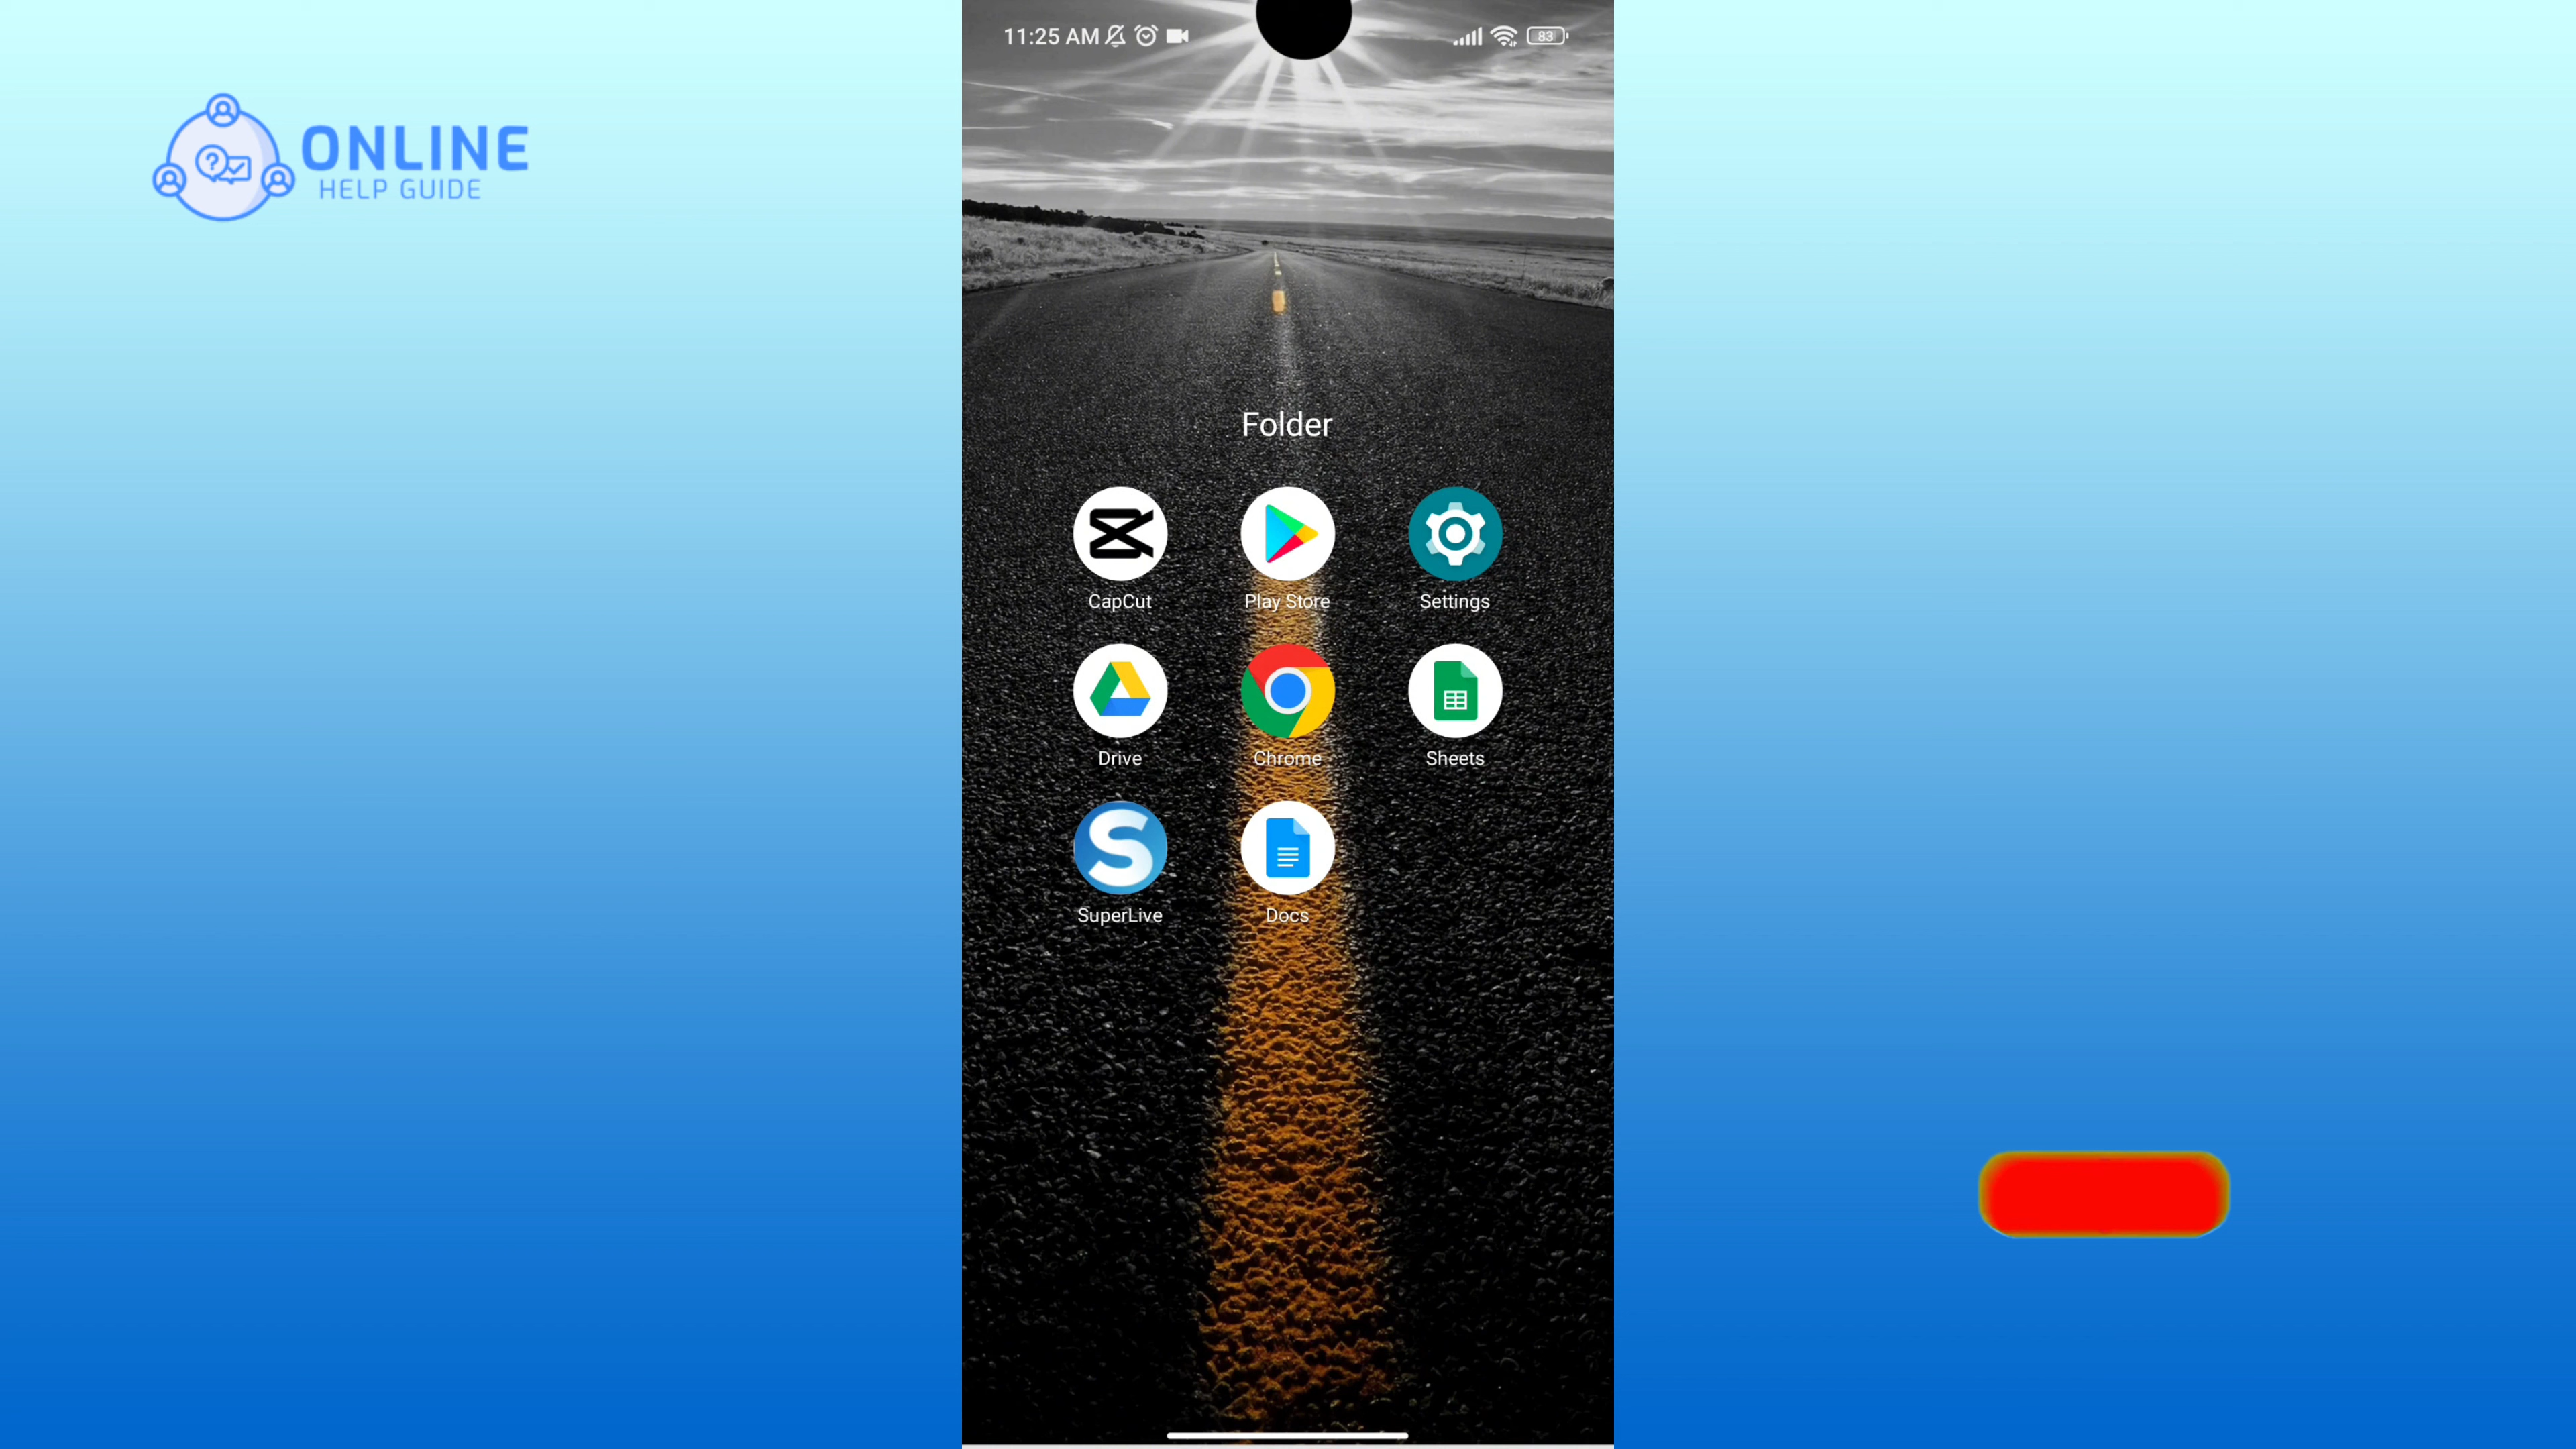 11:25 AM
83
ONLINE
HELP GUIDE
Folder
CapCut
Play Store
Settings
Drive
Chrome
Sheets
SuperLive
Docs